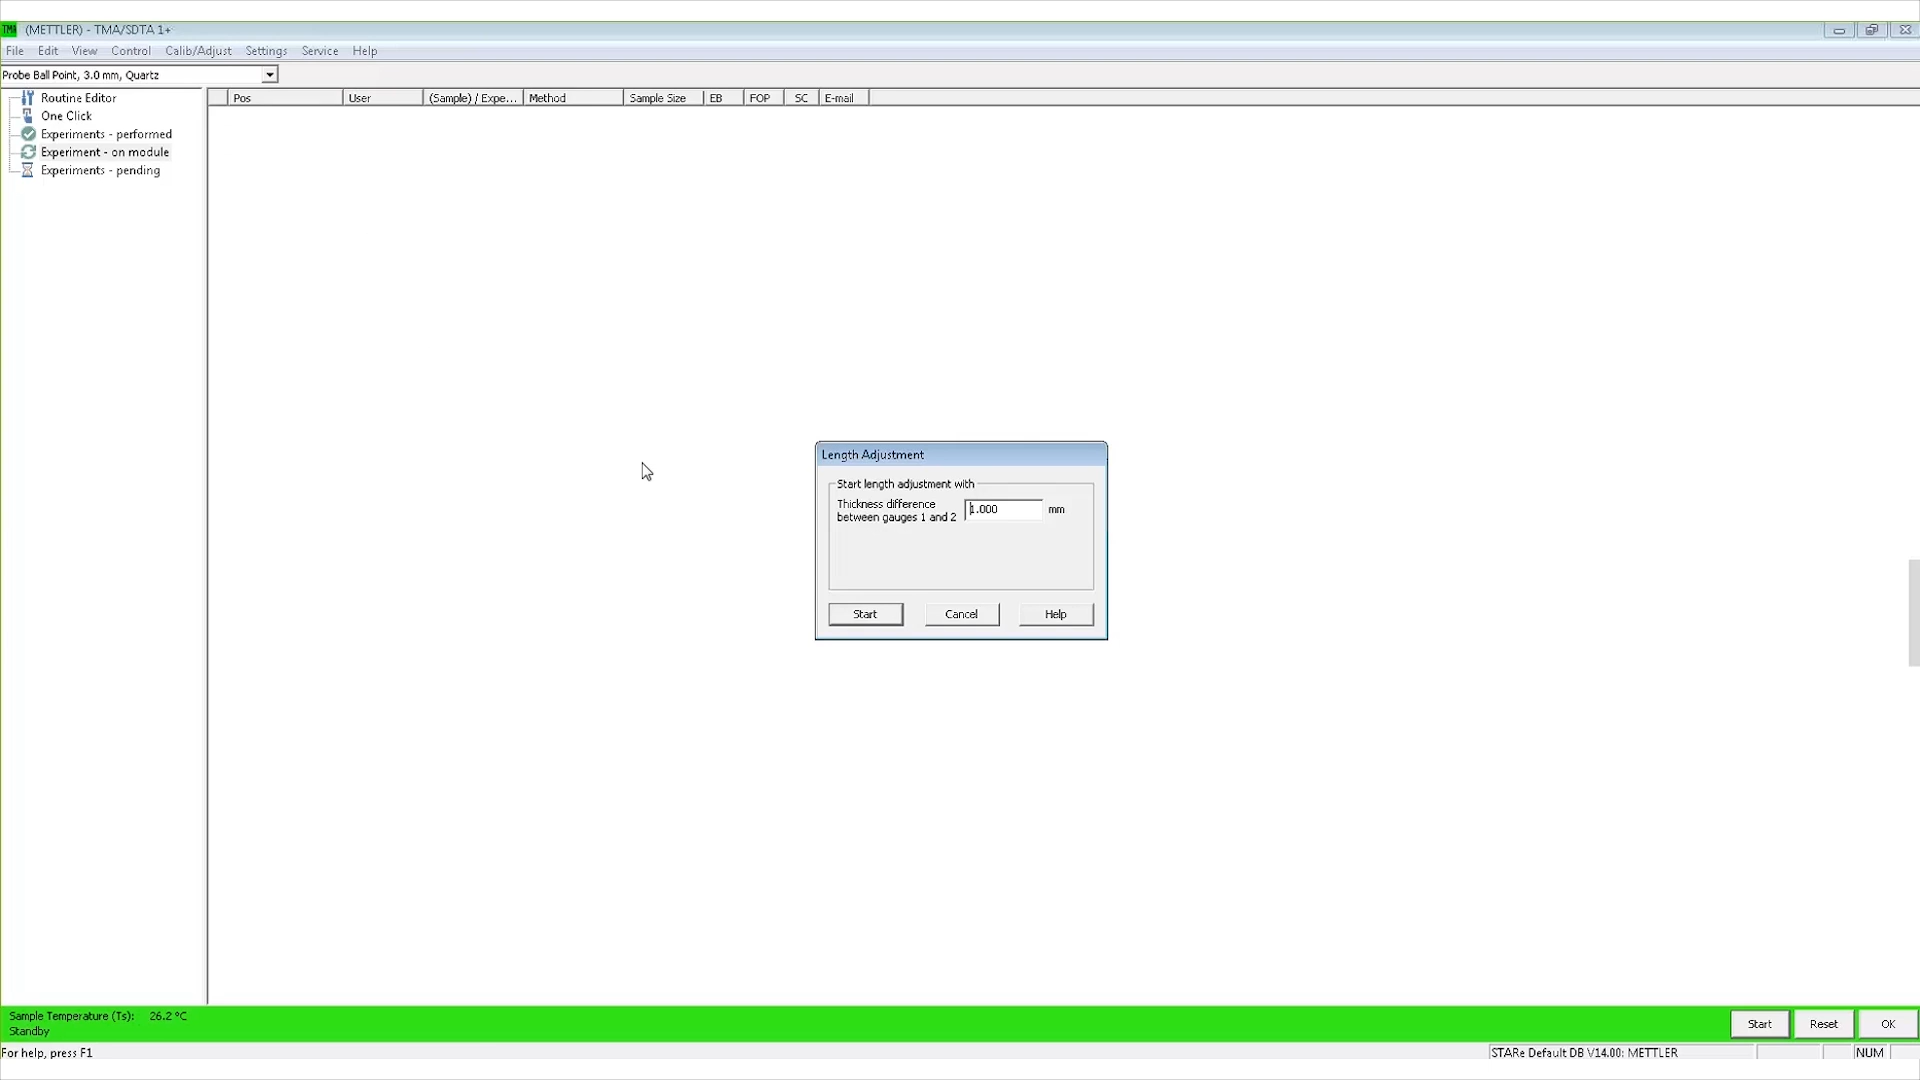 TMA (METTLER) - TMA/SDTA 1+
File Edit View Control Calib/Adjust Settings Service Help
Probe Ball Point, 3.0 mm, Quartz
Routine Editor
One Click
Experiments - performed
Experiment - on module
Experiments - pending
Pos User (Sample) / Expe... Method Sample Size EB FOP SC E-mail
Length Adjustment
Start length adjustment with
Thickness difference
between gauges 1 and 2 1.000 mm
Start Cancel Help
Sample Temperature (Ts): 26.2 °C
Standby
Start Reset OK
For help, press F1
STARe Default DB V14.00: METTLER NUM